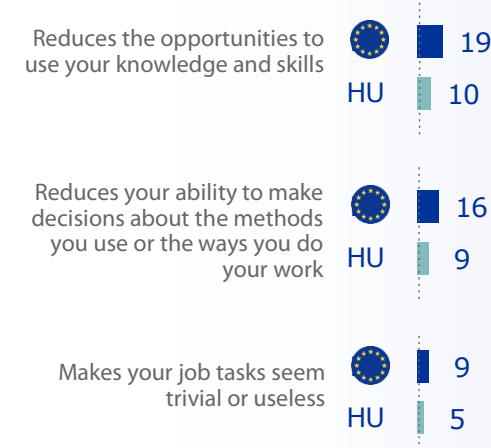 Reduces the opportunities to
use your knowledge and skills
19
HU
10
Reduces your ability to make
decisions about the methods
you use or the ways you do
your work
16
HU
9
Makes your job tasks seem
trivial or useless
9
HU
5